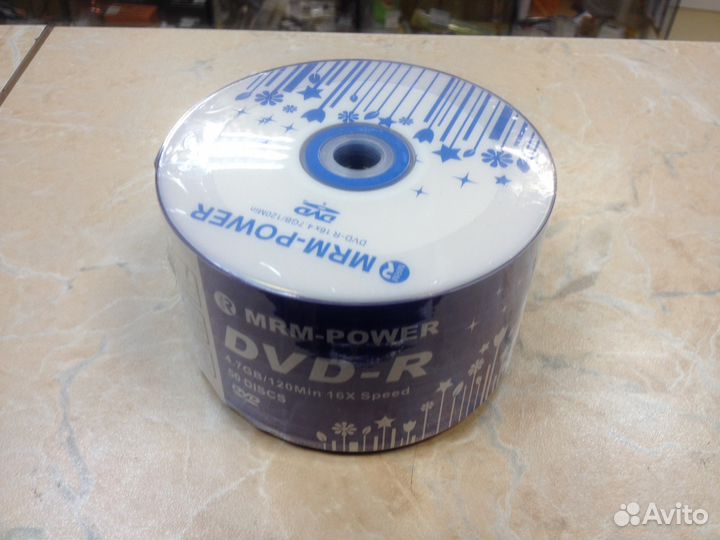 DVD
DVD-R 16x 4.7GB/120Min
R MRM-POWER
R MRM-POWER
DVD-R
4.7GB/120Min 16X Speed
50 DISCS
DVD
Avito